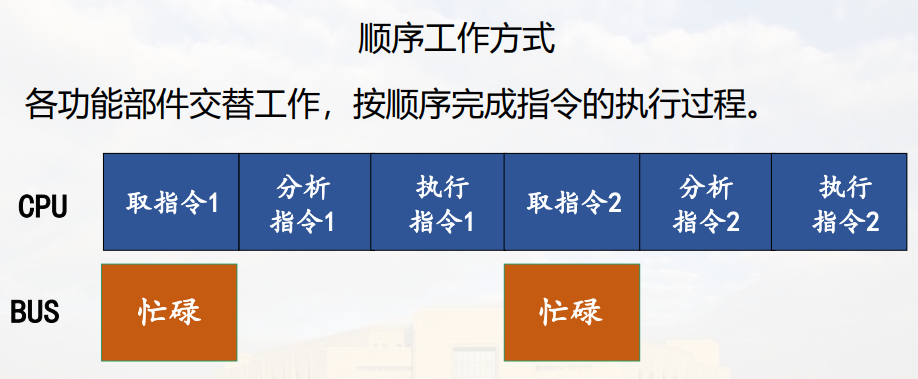 顺序工作方式
各功能部件交替工作，按顺序完成指令的执行过程。
CPU
取指令1
分析
指令1
执行
指令1
取指令2
分析
指令2
执行
指令2
BUS
忙碌
忙碌